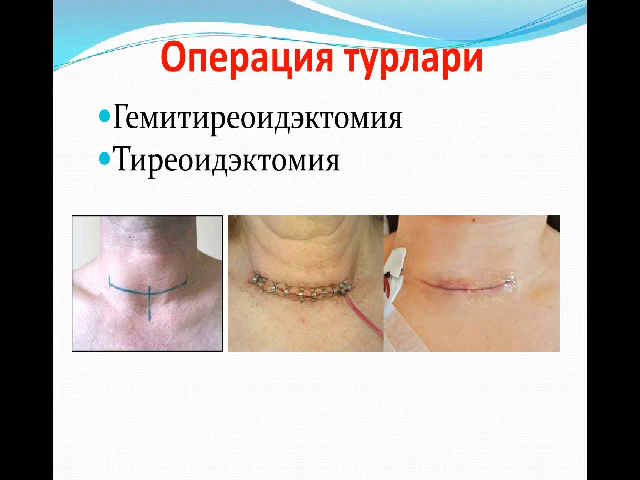 Операция турлари
•Гемитиреоидэктомия
•Тиреоидэктомия